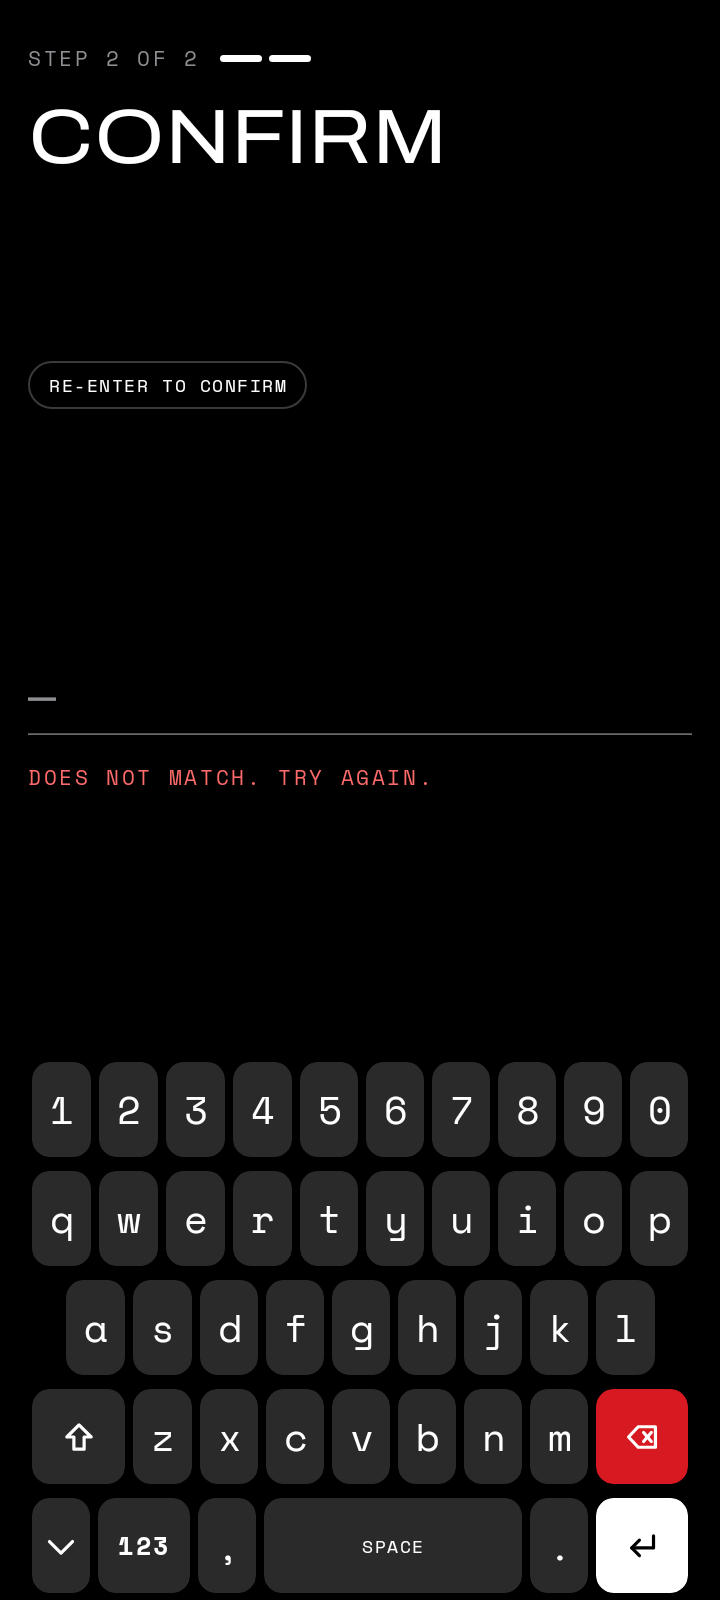 STEP 2 OF 2
CONFIRM
RE-ENTER TO CONFIRM
DOES NOT MATCH. TRY AGAIN.
1 2 3 4 5 6 7 8 9 0
q w e r t y u i o p
a s d f g h j k l
z x c v b n m
123 , SPACE .